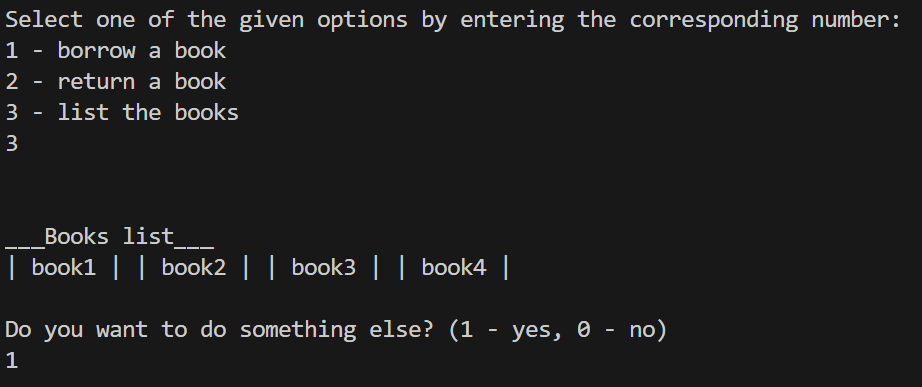 Select one of the given options by entering the corresponding number:
1 - borrow a book
2 - return a book
3 - list the books
3
___Books list___
| book1 | | book2 | | book3 | | book4 |
Do you want to do something else? (1 - yes, 0 - no)
1